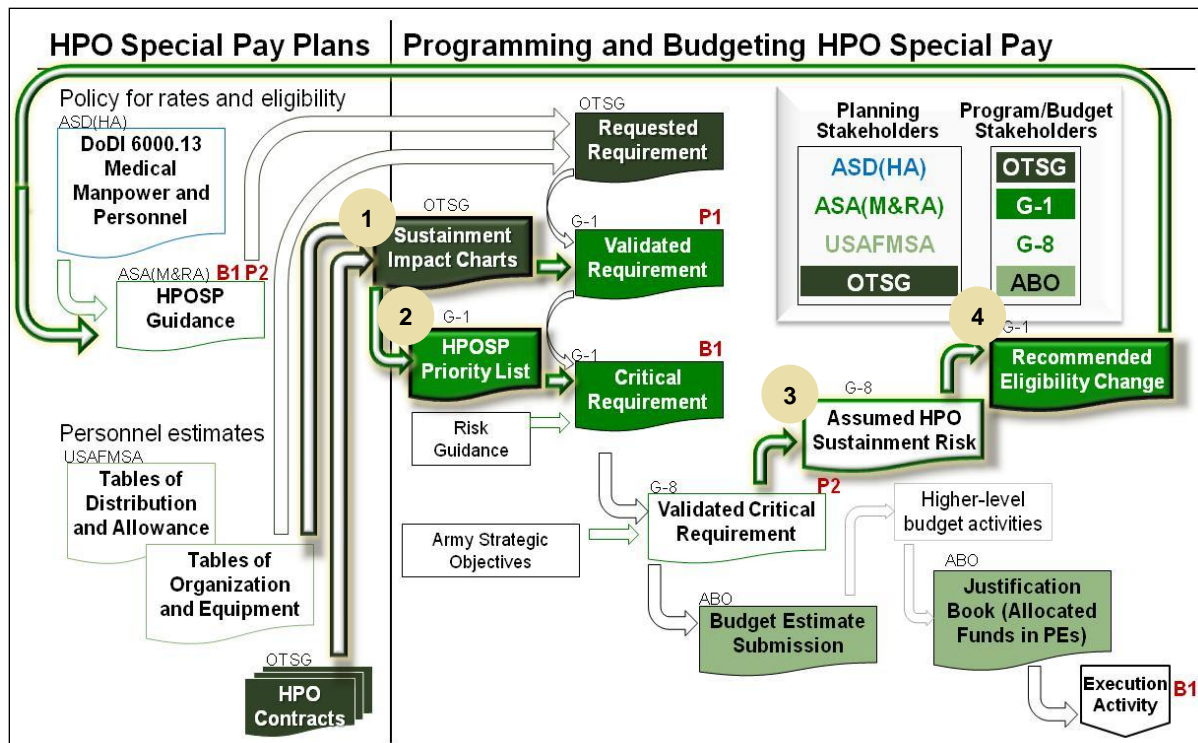 HPO Special Pay Plans
Programming and Budgeting HPO Special Pay
Policy for rates and eligibility
ASD(HA)
DoDI 6000.13
Medical
Manpower and
Personnel
ASA(M&RA) B1 P2
HPOSP
Guidance
Personnel estimates
USAFMSA
Tables of
Distribution
and Allowance
Tables of
Organization
and Equipment
OTSG
HPO
Contracts
OTSG
Requested
Requirement
1
OTSG
Sustainment
Impact Charts
G-1
P1
Validated
Requirement
2
G-1
HPOSP
Priority List
G-1
B1
Critical
Requirement
Risk
Guidance
Army Strategic
Objectives
G-8
P2
Validated Critical
Requirement
3
G-8
Assumed HPO
Sustainment Risk
4
G-1
Recommended
Eligibility Change
Planning
Stakeholders
ASD(HA)
ASA(M&RA)
USAFMSA
OTSG
Program/Budget
Stakeholders
OTSG
G-1
G-8
ABO
Higher-level
budget activities
ABO
Budget Estimate
Submission
ABO
Justification
Book (Allocated
Funds in PEs)
Execution
Activity
B1